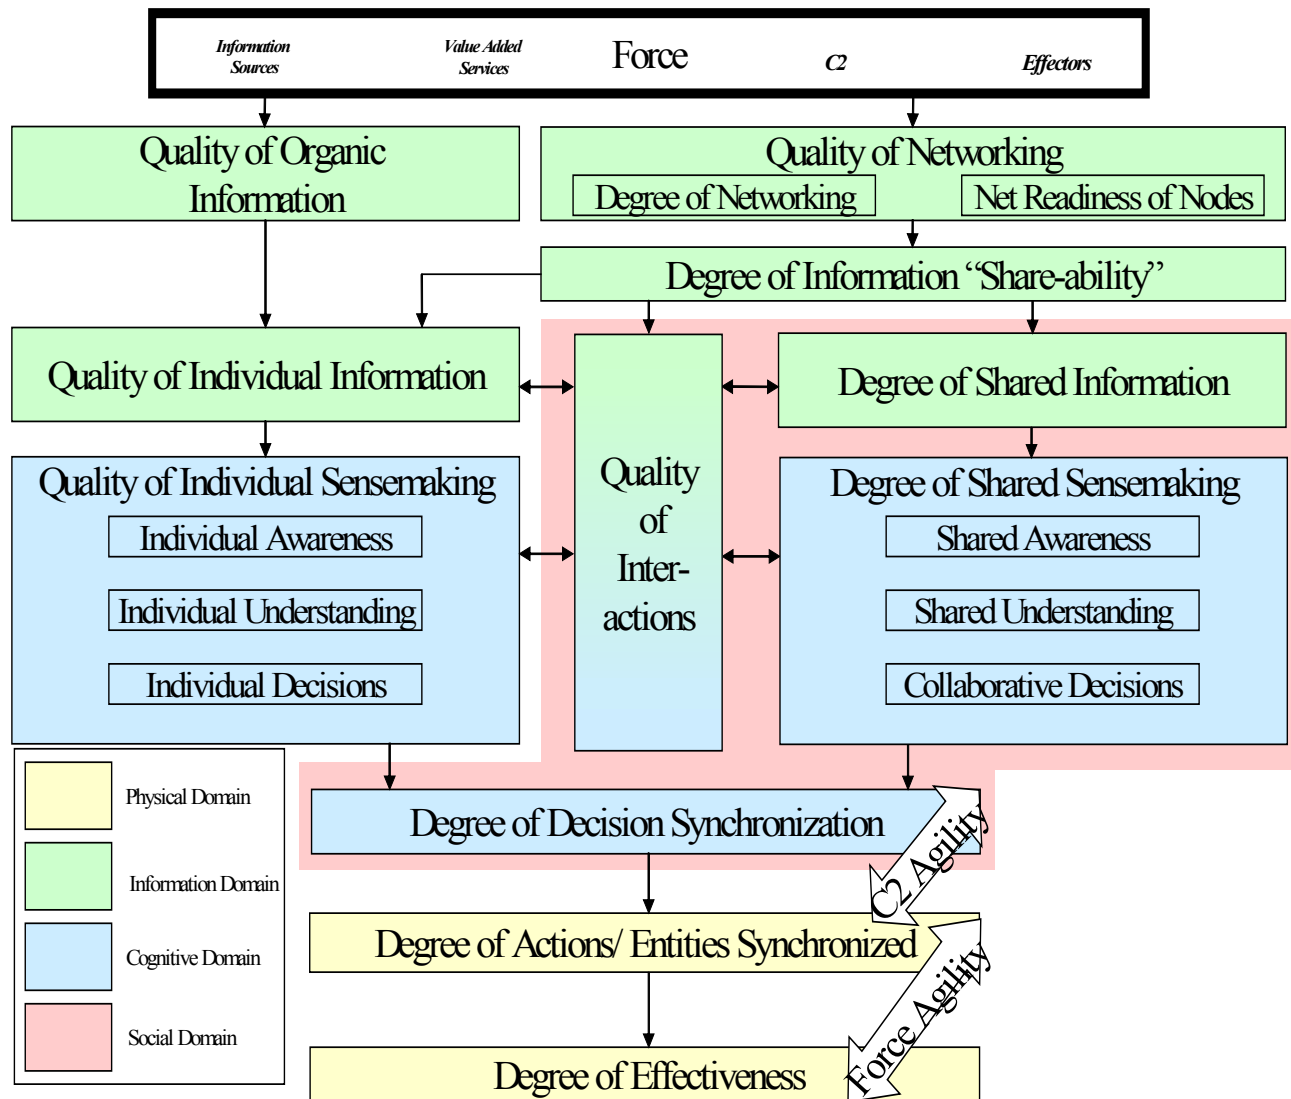 Information
Sources
Value Added
Services
Force
C2
Effectors
Quality of Organic
Information
Quality of Networking
Degree of Networking
Net Readiness of Nodes
Degree of Information “Share-ability”
Quality of Individual Information
Degree of Shared Information
Quality
of
Inter-
actions
Quality of Individual Sensemaking
Individual Awareness
Individual Understanding
Individual Decisions
Degree of Shared Sensemaking
Shared Awareness
Shared Understanding
Collaborative Decisions
Physical Domain
Information Domain
Cognitive Domain
Social Domain
Degree of Decision Synchronization
C2 Agility
Degree of Actions/ Entities Synchronized
Force Agility
Degree of Effectiveness